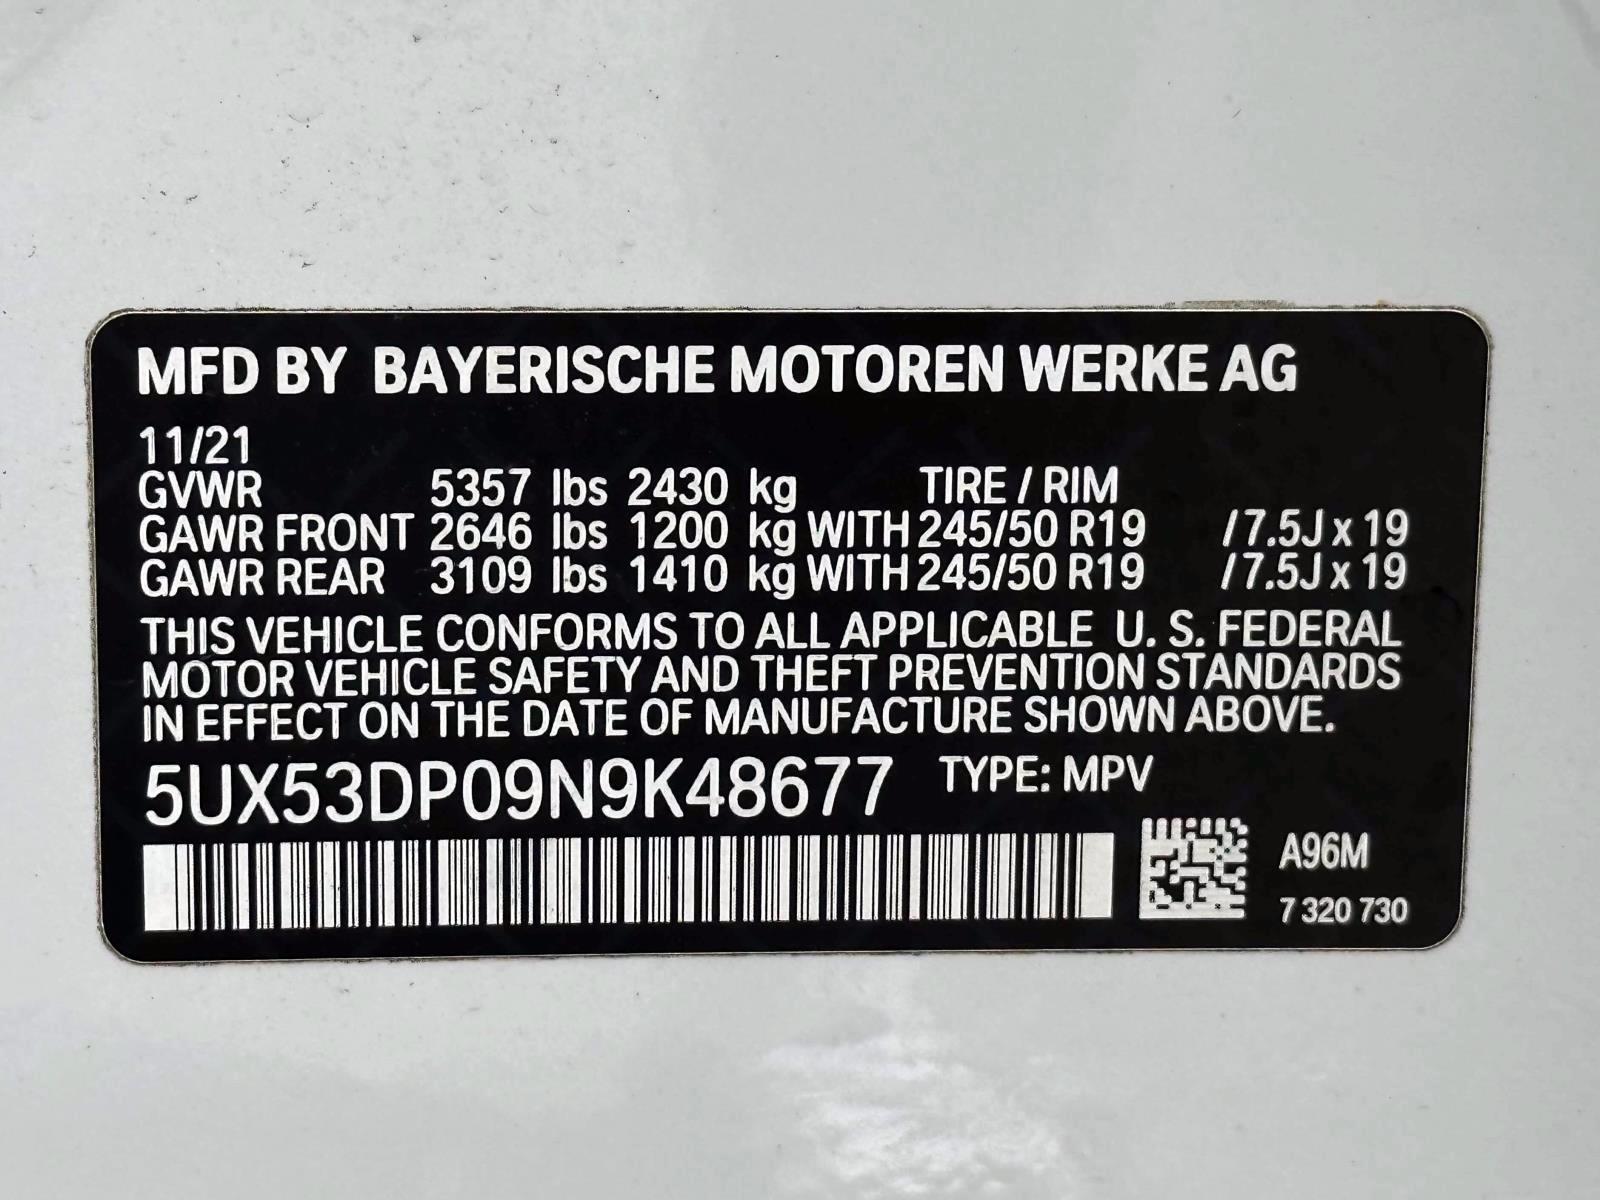 MFD BY BAYERISCHE MOTOREN WERKE AG
11/21
GVWR 5357 lbs 2430 kg TIRE / RIM
GAWR FRONT 2646 lbs 1200 kg WITH 245/50 R19 /7.5J x 19
GAWR REAR 3109 lbs 1410 kg WITH 245/50 R19 /7.5J x 19
THIS VEHICLE CONFORMS TO ALL APPLICABLE U. S. FEDERAL
MOTOR VEHICLE SAFETY AND THEFT PREVENTION STANDARDS
IN EFFECT ON THE DATE OF MANUFACTURE SHOWN ABOVE.
5UX53DP09N9K48677 TYPE: MPV
A96M
7 320 730